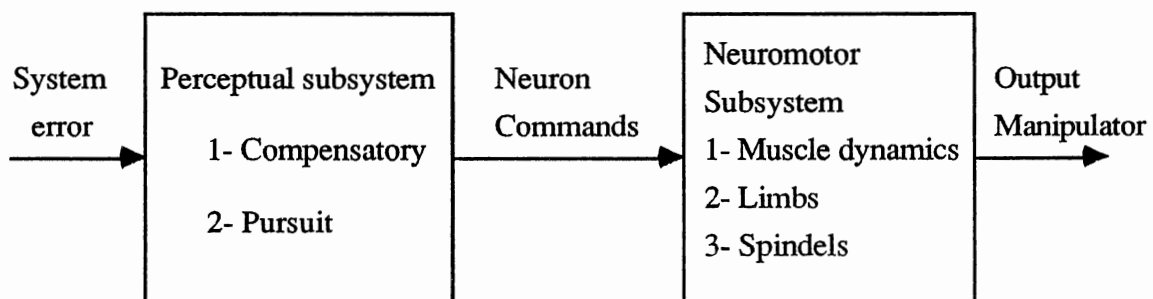 System
error
Perceptual subsystem
1- Compensatory
2- Pursuit
Neuron
Commands
Neuromotor
Subsystem
1- Muscle dynamics
2- Limbs
3- Spindels
Output
Manipulator